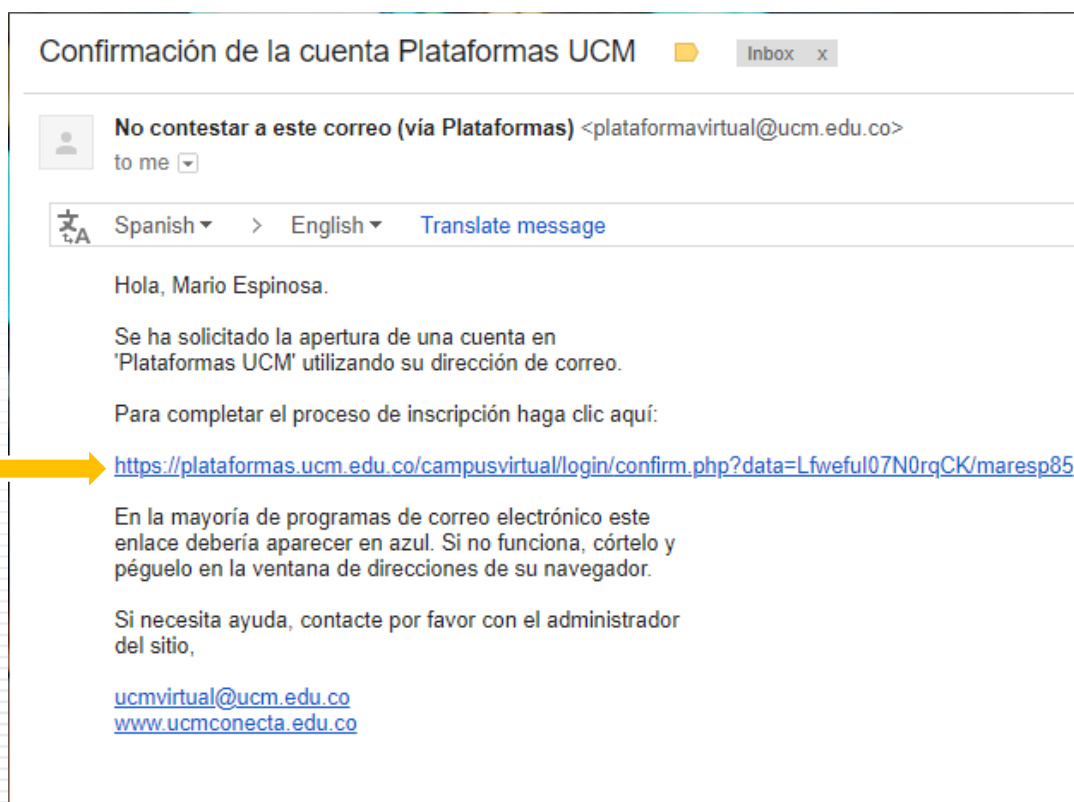 Confirmación de la cuenta Plataformas UCM Inbox x
No contestar a este correo (vía Plataformas) <plataformavirtual@ucm.edu.co>
to me
Spanish > English Translate message
Hola, Mario Espinosa.
Se ha solicitado la apertura de una cuenta en
'Plataformas UCM' utilizando su dirección de correo.
Para completar el proceso de inscripción haga clic aquí:
https://plataformas.ucm.edu.co/campusvirtual/login/confirm.php?data=Lfweful07N0rqCK/maresp85
En la mayoría de programas de correo electrónico este
enlace debería aparecer en azul. Si no funciona, córtelo y
péguelo en la ventana de direcciones de su navegador.
Si necesita ayuda, contacte por favor con el administrador
del sitio,
ucmvirtual@ucm.edu.co
www.ucmconecta.edu.co